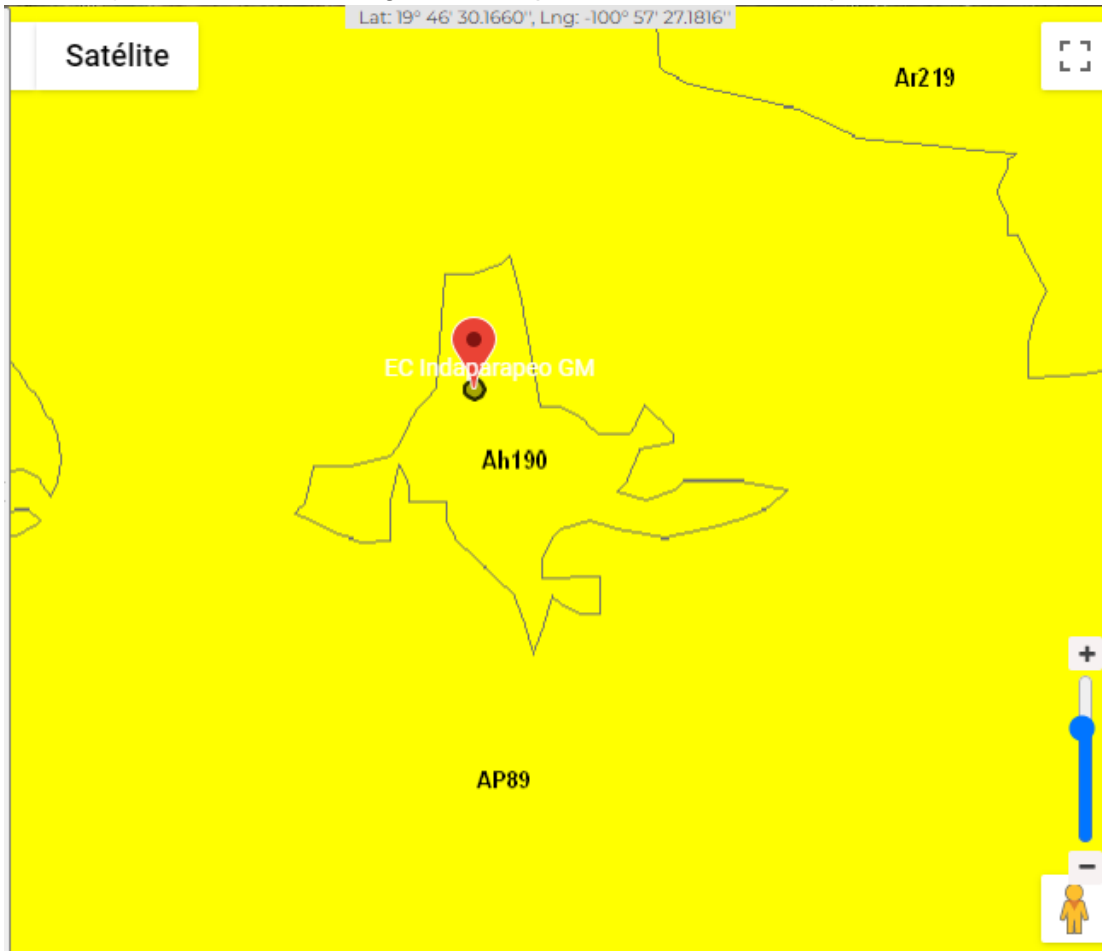 Lat: 19° 46' 30.1660'', Lng: -100° 57' 27.1816''
Satélite
Ar219
EC Indaparapeo GM
Ah190
AP89
+
−